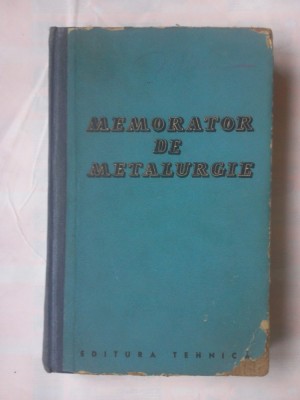 MEMORATOR
DE
METALURGIE
EDITURA TEHNICĂ